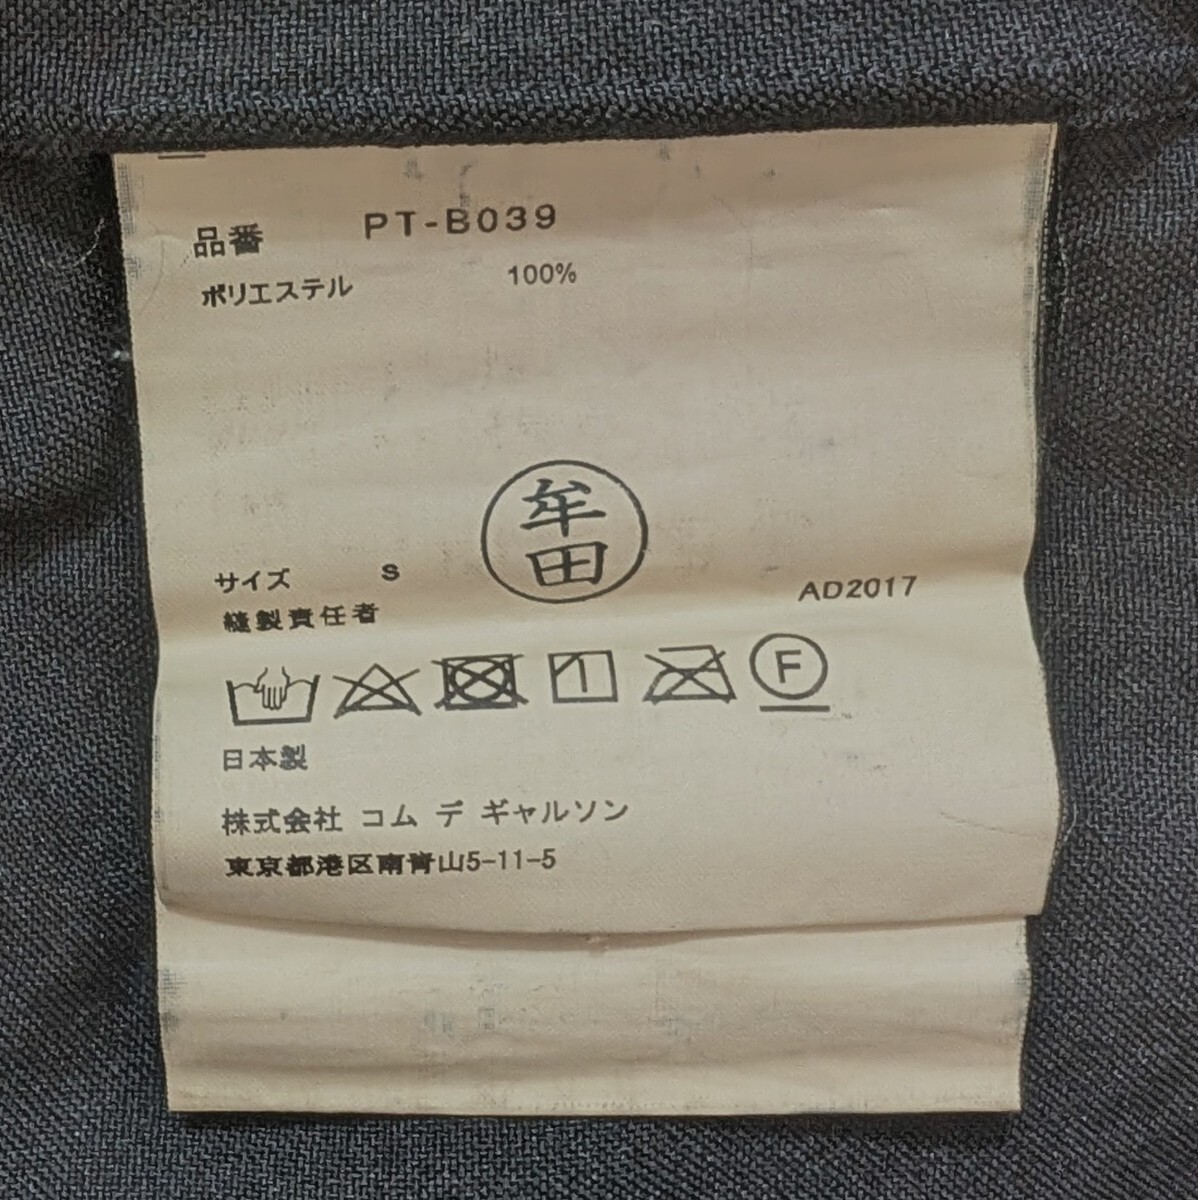 品番 PT-B039
ポリエステル 100%
牟田
サイズ S
AD2017
縫製責任者
1 F
日本製
株式会社 コム デ ギャルソン
東京都港区南青山5-11-5